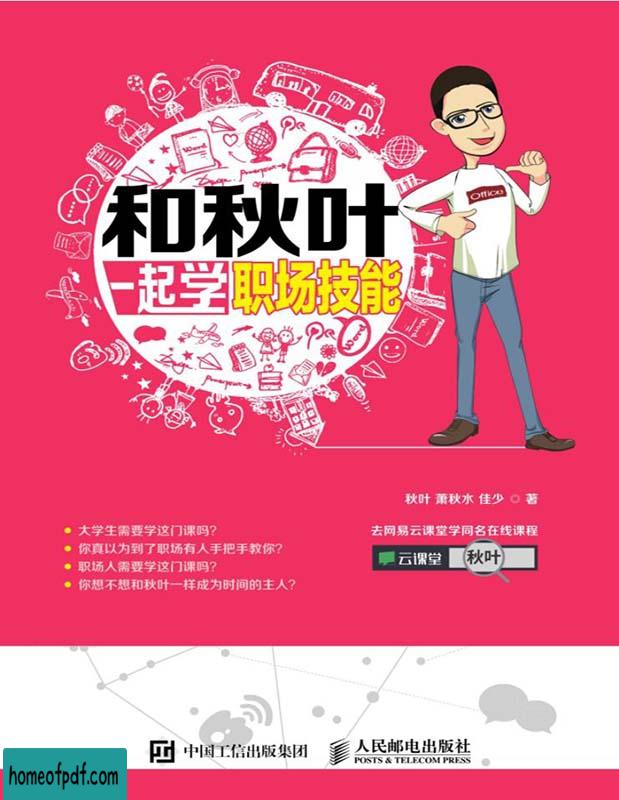 和秋叶
一起学职场技能
Office
Word
秋叶 萧秋水 佳少 ◎ 著
去网易云课堂学同名在线课程
云课堂 秋叶
大学生需要学这门课吗？
你真以为到了职场有人手把手教你？
职场人需要学这门课吗？
你想不想和秋叶一样成为时间的主人？
中国工信出版集团
人民邮电出版社
POSTS & TELECOM PRESS
homeofpdf.com